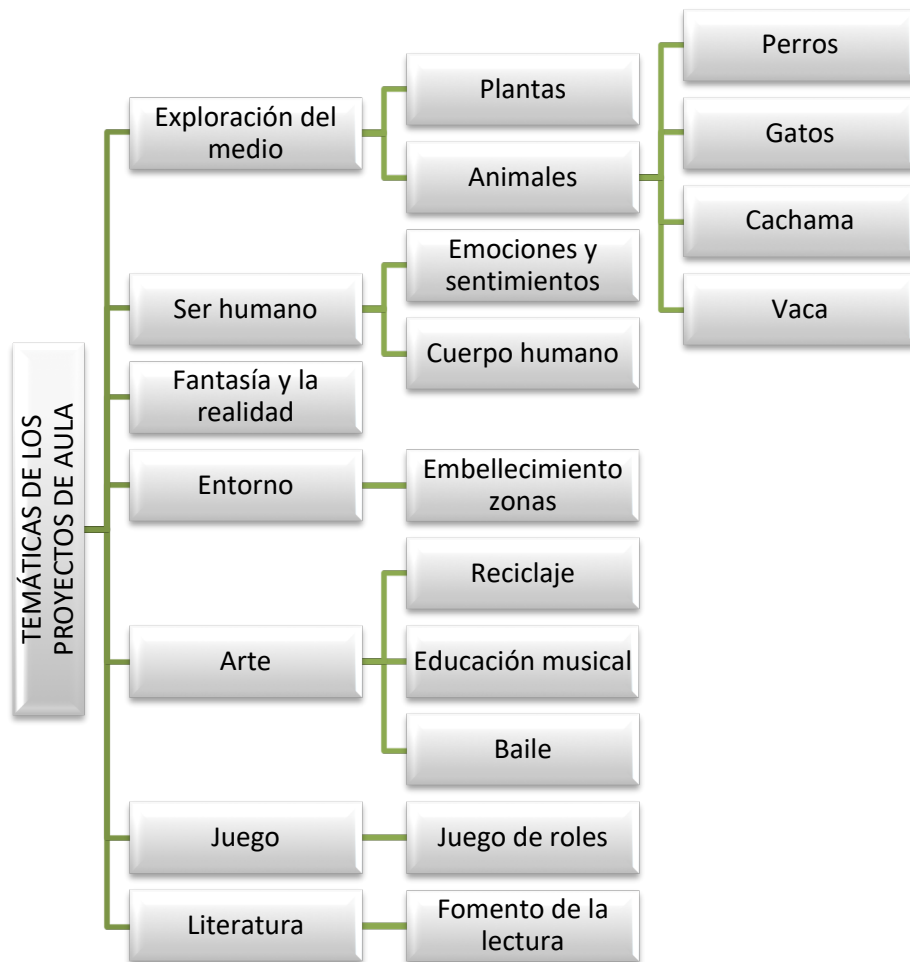 TEMÁTICAS DE LOS
PROYECTOS DE AULA
Exploración del
medio
Plantas
Animales
Perros
Gatos
Cachama
Vaca
Ser humano
Emociones y
sentimientos
Cuerpo humano
Fantasía y la
realidad
Entorno
Embellecimiento
zonas
Arte
Reciclaje
Educación musical
Baile
Juego
Juego de roles
Literatura
Fomento de la
lectura